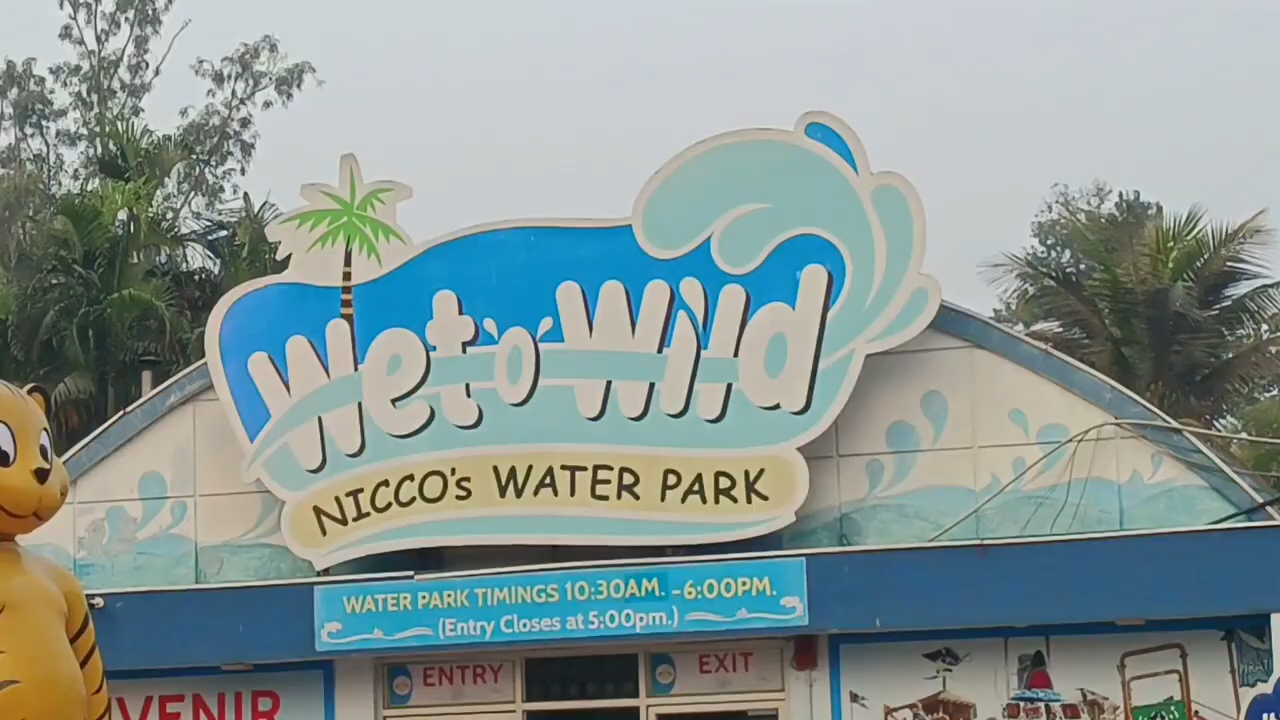 Wet'o'Wild
NICCO's WATER PARK
WATER PARK TIMINGS 10:30AM. -6:00PM.
(Entry Closes at 5:00pm.)
ENTRY
EXIT
VENIR